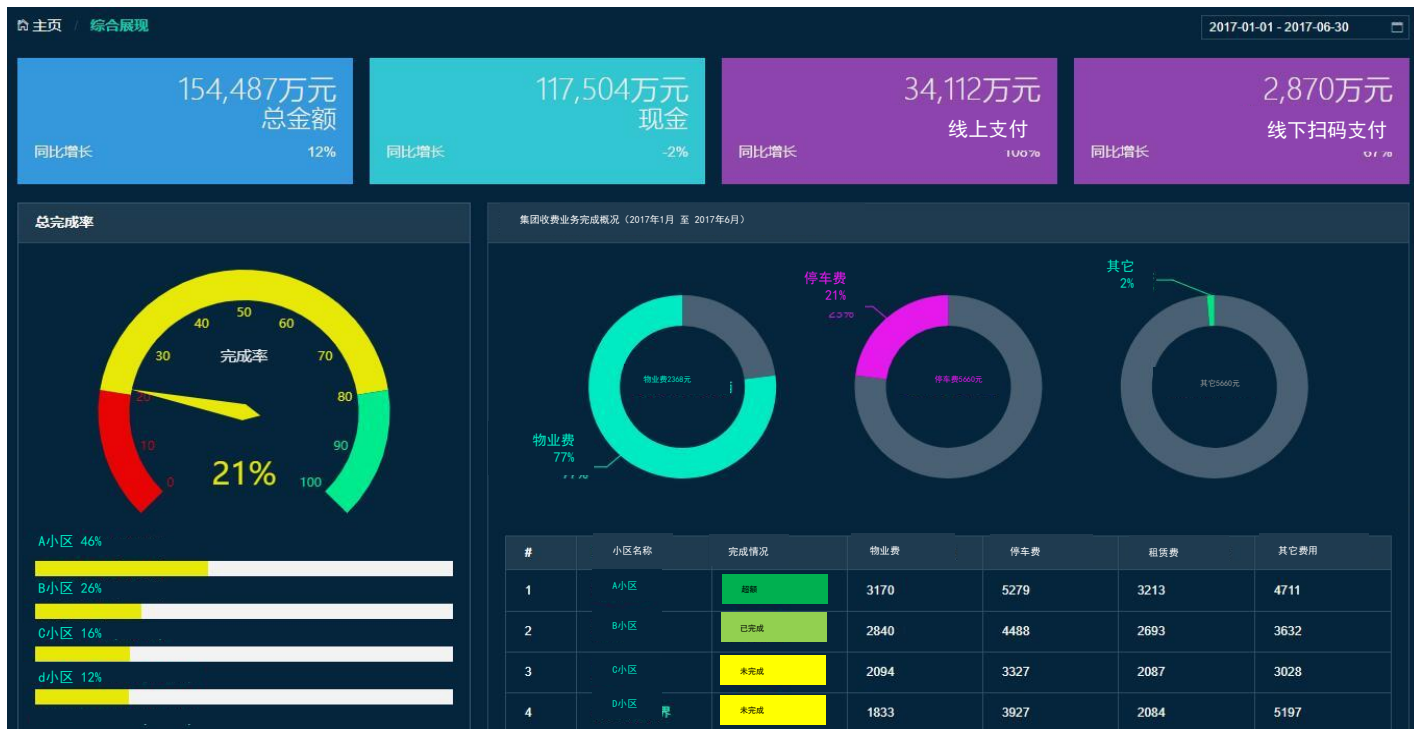 主页 / 综合展现
2017-01-01 - 2017-06-30
154,487万元
总金额
同比增长 12%
117,504万元
现金
同比增长 -2%
34,112万元
线上支付
同比增长
2,870万元
线下扫码支付
同比增长
总完成率
0
10
20
30
40
50
60
70
80
90
100
完成率
21%
A小区 46%
B小区 26%
C小区 16%
d小区 12%
集团收费业务完成概况（2017年1月 至 2017年6月）
物业费
77%
物业费2368元
停车费
21%
停车费5660元
其它
2%
其它5660元
# 小区名称 完成情况 物业费 停车费 租赁费 其它费用
1 A小区 超额 3170 5279 3213 4711
2 B小区 已完成 2840 4488 2693 3632
3 C小区 未完成 2094 3327 2087 3028
4 D小区 界 未完成 1833 3927 2084 5197